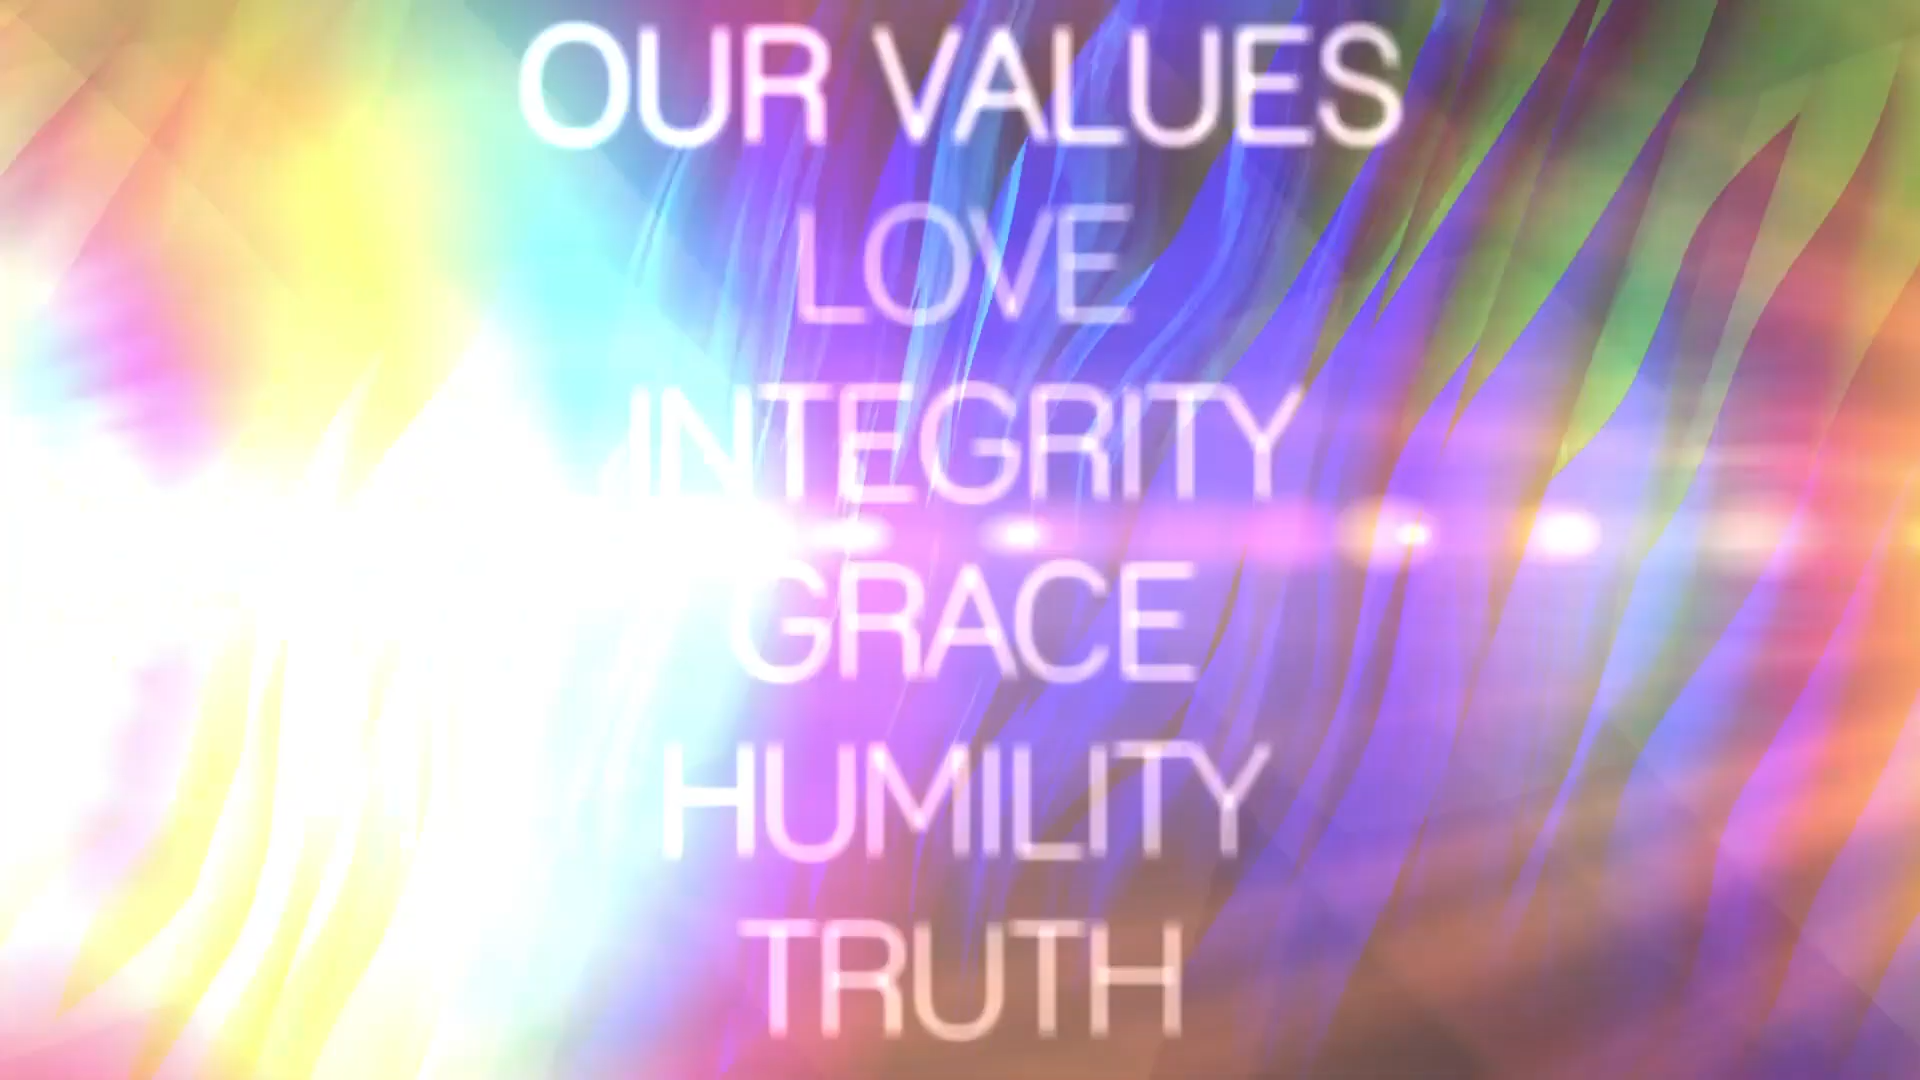 OUR VALUES
LOVE
INTEGRITY
GRACE
HUMILITY
TRUTH